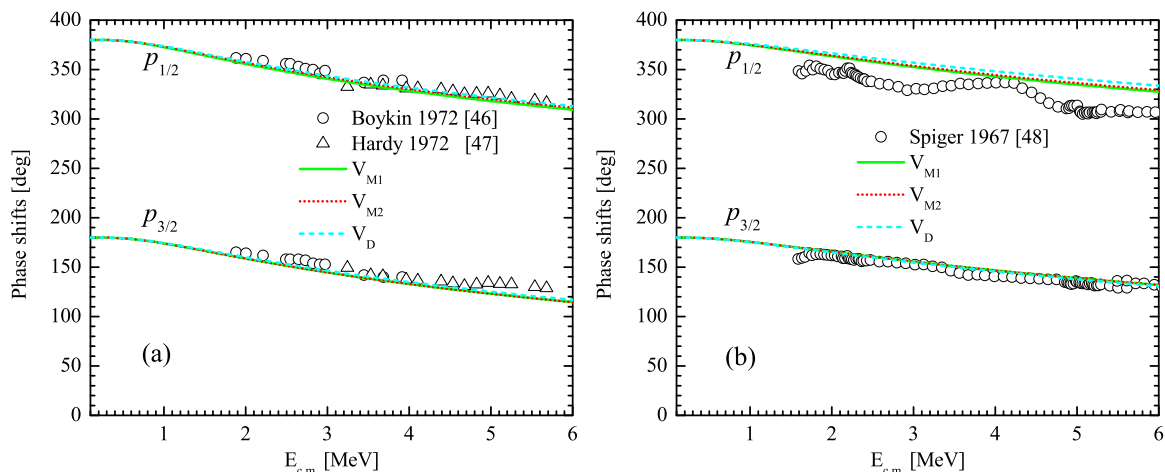 400
350
300
250
200
150
100
50
0
Phase shifts [deg]
p1/2
Boykin 1972 [46]
Hardy 1972 [47]
VM1
VM2
VD
p3/2
(a)
1 2 3 4 5 6
Ec.m. [MeV]
400
350
300
250
200
150
100
50
0
Phase shifts [deg]
p1/2
Spiger 1967 [48]
VM1
VM2
VD
p3/2
(b)
1 2 3 4 5 6
Ec.m. [MeV]